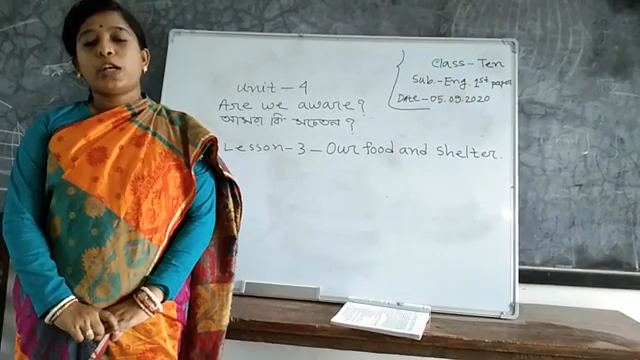 Class-Ten
Sub.-Eng. 1st paper
Date-05.09.2020
Unit-4
Are we aware?
আমরা কি সচেতন?
Lesson-3-Our food and shelter.